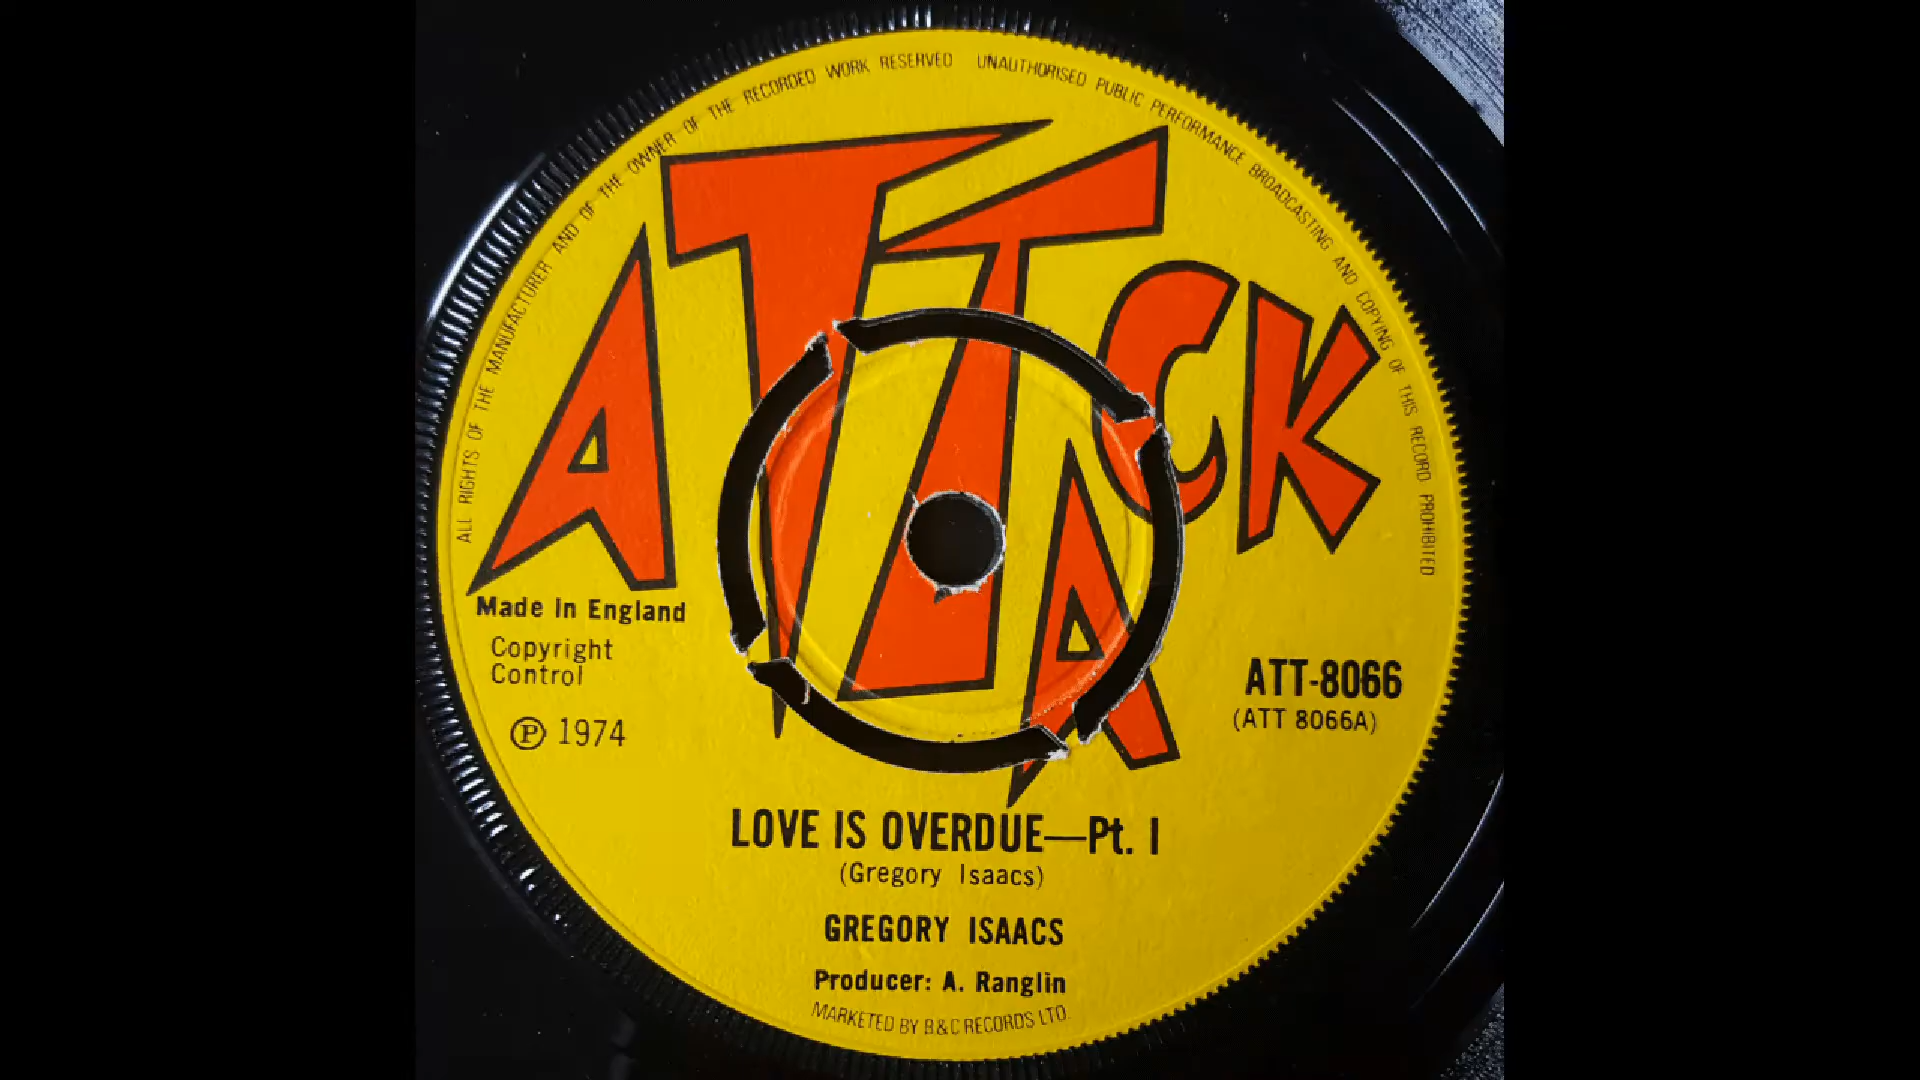 ALL RIGHTS OF THE MANUFACTURER AND OF THE OWNER OF THE RECORDED WORK RESERVED UNAUTHORISED PUBLIC PERFORMANCE BROADCASTING AND COPYING OF THIS RECORD PROHIBITED
ATTACK
Made in England
Copyright
Control
Ⓟ 1974
ATT-8066
(ATT 8066A)
LOVE IS OVERDUE—Pt. I
(Gregory Isaacs)
GREGORY ISAACS
Producer: A. Ranglin
MARKETED BY B&C RECORDS LTD.